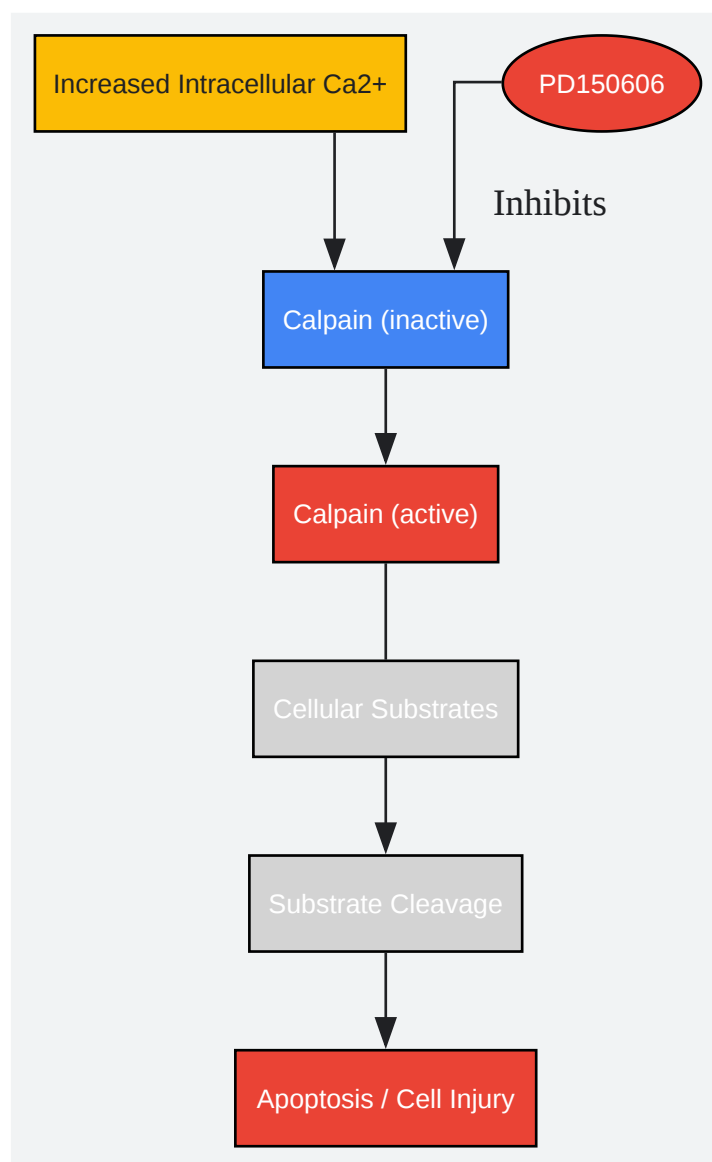 Increased Intracellular Ca2+
PD150606
Inhibits
Calpain (inactive)
Calpain (active)
Cellular Substrates
Substrate Cleavage
Apoptosis / Cell Injury